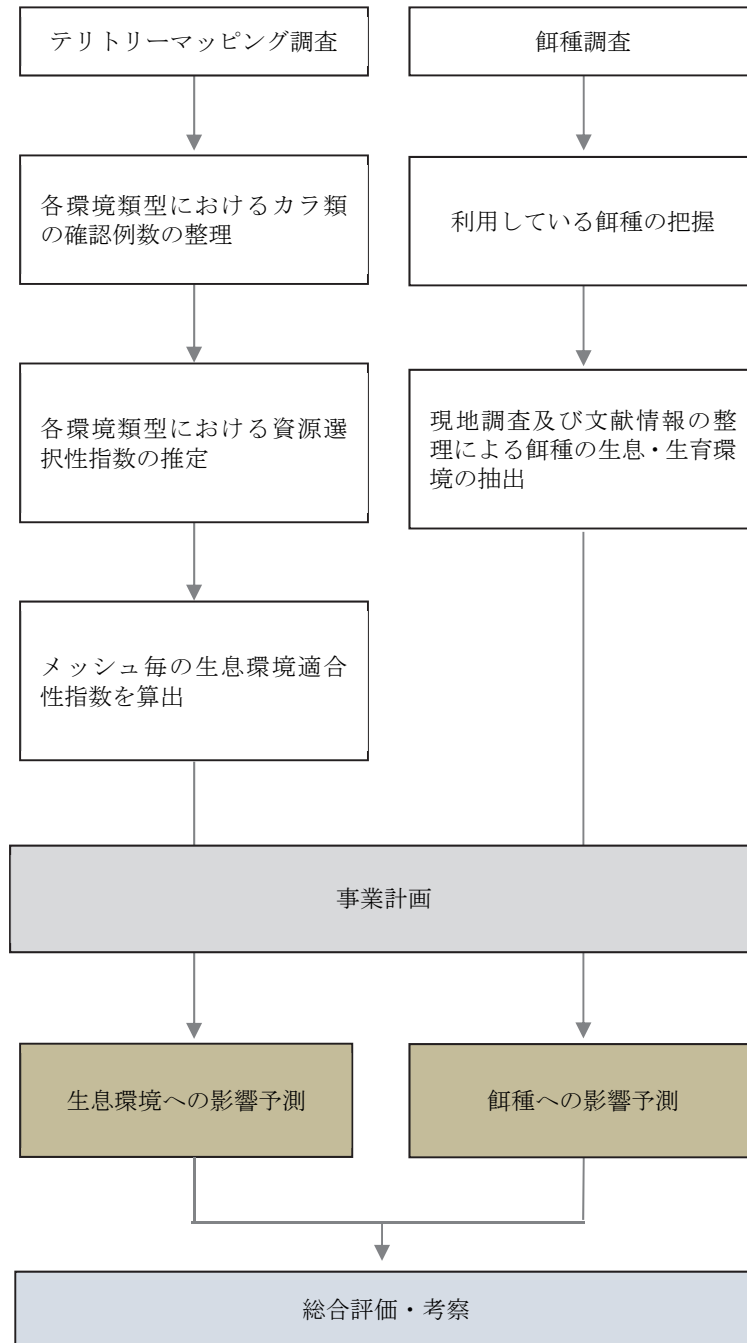 テリトリーマッピング調査
餌種調査
各環境類型におけるカラ類
の確認例数の整理
利用している餌種の把握
各環境類型における資源選
択性指数の推定
現地調査及び文献情報の整
理による餌種の生息・生育環
境の抽出
メッシュ毎の生息環境適合
性指数を算出
事業計画
生息環境への影響予測
餌種への影響予測
総合評価・考察